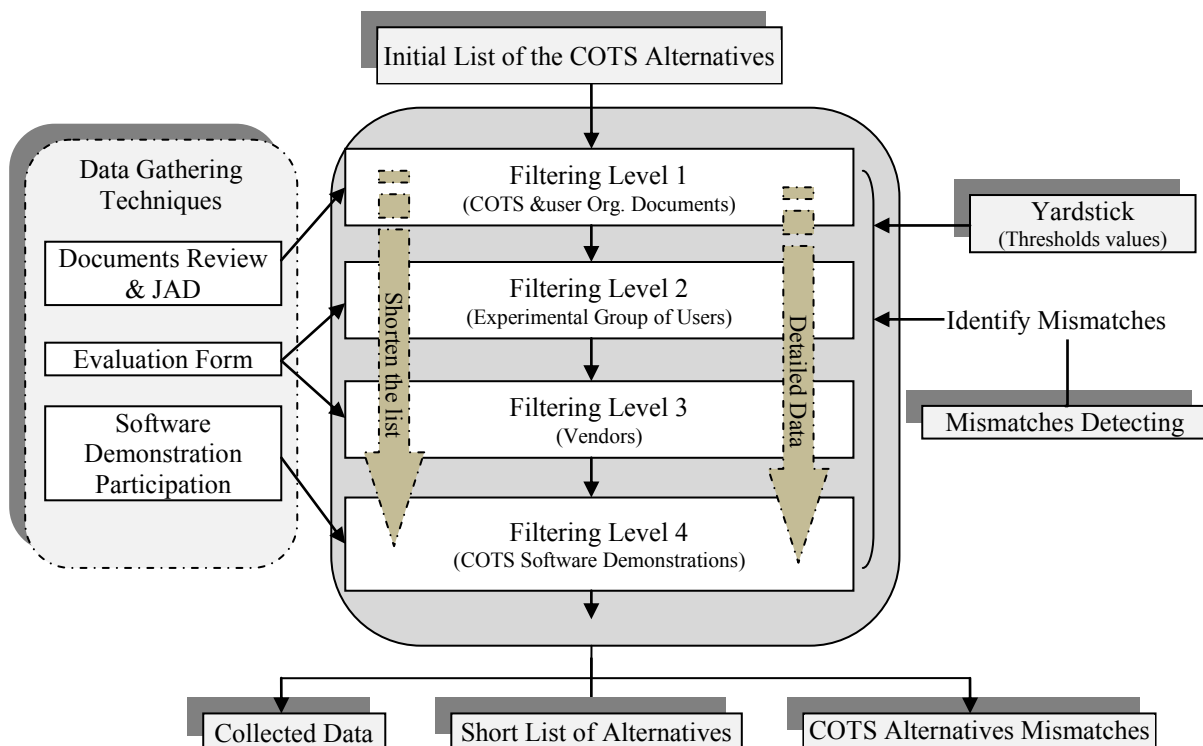 Initial List of the COTS Alternatives
Data Gathering
Techniques
Documents Review
& JAD
Evaluation Form
Software
Demonstration
Participation
Filtering Level 1
(COTS &user Org. Documents)
Filtering Level 2
(Experimental Group of Users)
Filtering Level 3
(Vendors)
Filtering Level 4
(COTS Software Demonstrations)
Shorten the list
Detailed Data
Yardstick
(Thresholds values)
Identify Mismatches
Mismatches Detecting
Collected Data
Short List of Alternatives
COTS Alternatives Mismatches